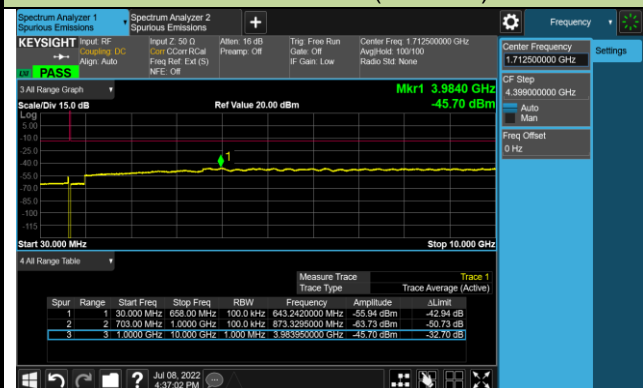 Spectrum Analyzer 1
Spurious Emissions
Spectrum Analyzer 2
Spurious Emissions
Frequency
KEYSIGHT
Input: RF
Coupling: DC
Align: Auto
Input Z: 50 Ω
Corr CCorr RCal
Freq Ref: Ext (S)
NFE: Off
Atten: 16 dB
Preamp: Off
Trig: Free Run
Gate: Off
IF Gain: Low
Center Freq: 1.712500000 GHz
Avg|Hold: 100/100
Radio Std: None
PASS
Center Frequency
1.712500000 GHz
Settings
CF Step
4.399000000 GHz
Auto
Man
Freq Offset
0 Hz
3 All Range Graph
Mkr1 3.9840 GHz
Scale/Div 15.0 dB
Ref Value 20.00 dBm
-45.70 dBm
Log
5.00
-10.0
-25.0
-40.0
-55.0
-70.0
-85.0
-100
-115
1
Start 30.000 MHz
Stop 10.000 GHz
4 All Range Table
Measure Trace Trace 1
Trace Type Trace Average (Active)
Spur Range Start Freq Stop Freq RBW Frequency Amplitude ΔLimit
1 1 30.000 MHz 658.00 MHz 100.0 kHz 643.2420000 MHz -55.94 dBm -42.94 dB
2 2 703.00 MHz 1.0000 GHz 100.0 kHz 873.3295000 MHz -63.73 dBm -50.73 dB
3 3 1.0000 GHz 10.000 GHz 1.000 MHz 3.983950000 GHz -45.70 dBm -32.70 dB
Jul 08, 2022
4:37:02 PM